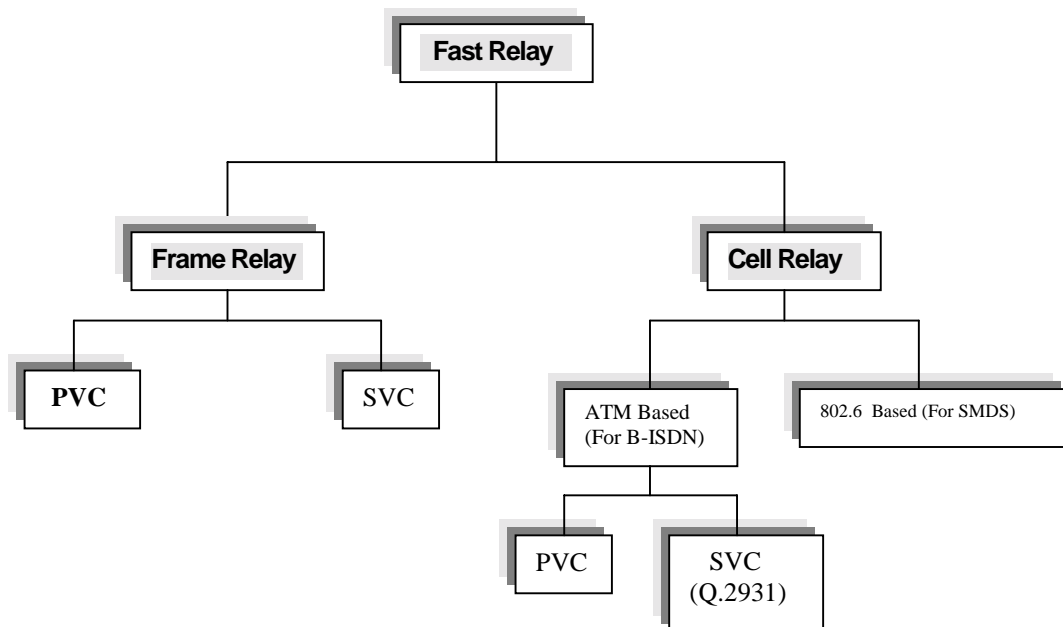 Fast Relay
Frame Relay
Cell Relay
PVC
SVC
ATM Based
(For B-ISDN)
802.6 Based (For SMDS)
PVC
SVC
(Q.2931)